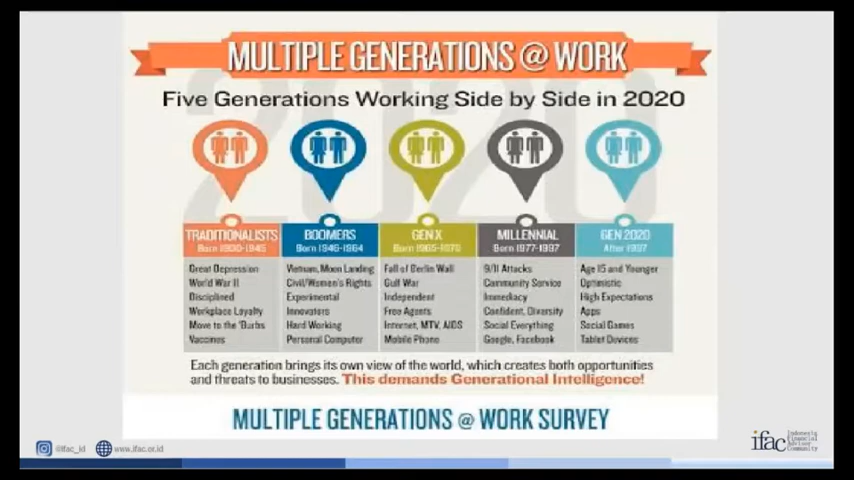 MULTIPLE GENERATIONS @ WORK
Five Generations Working Side by Side in 2020
TRADITIONALISTS
Born 1900-1945
Great Depression
World War II
Disciplined
Workplace Loyalty
Move to the 'Burbs
Vaccines
BOOMERS
Born 1946-1964
Vietnam, Moon Landing
Civil/Women's Rights
Experimental
Innovators
Hard Working
Personal Computer
GEN X
Born 1965-1976
Fall of Berlin Wall
Gulf War
Independent
Free Agents
Internet, MTV, AIDS
Mobile Phone
MILLENNIAL
Born 1977-1997
9/11 Attacks
Community Service
Immediacy
Confident, Diversity
Social Everything
Google, Facebook
GEN 2020
After 1997
Age 15 and Younger
Optimistic
High Expectations
Apps
Social Games
Tablet Devices
Each generation brings its own view of the world, which creates both opportunities
and threats to businesses. This demands Generational Intelligence!
MULTIPLE GENERATIONS @ WORK SURVEY
@ifac_id
www.ifac.or.id
ifac
Indonesia
Financial
Advisor
Community